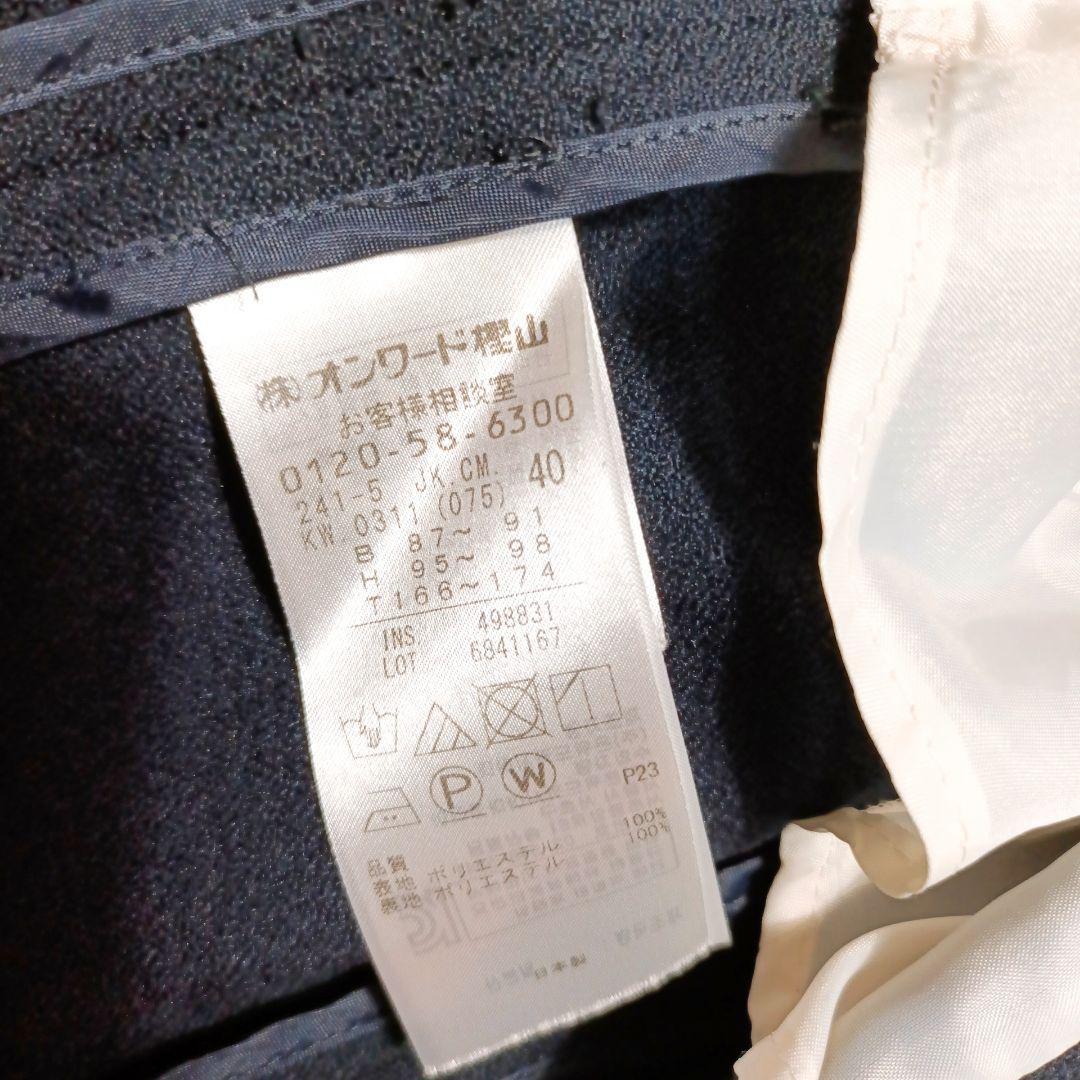 ㈱オンワード樫山
お客様相談室
0120-58-6300
241-5 JK.CM. 40
KW.0311 (075)
B 87～ 91
H 95～ 98
T166～174
INS 498831
LOT 6841167
P W P23
品質
表地 ポリエステル 100%
裏地 ポリエステル 100%
日本製